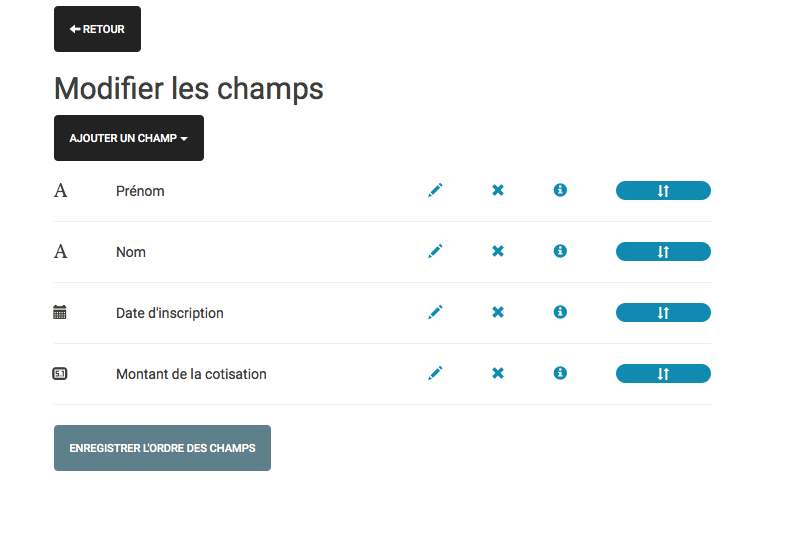 RETOUR
Modifier les champs
AJOUTER UN CHAMP
A Prénom
A Nom
Date d'inscription
5.1 Montant de la cotisation
ENREGISTRER L'ORDRE DES CHAMPS